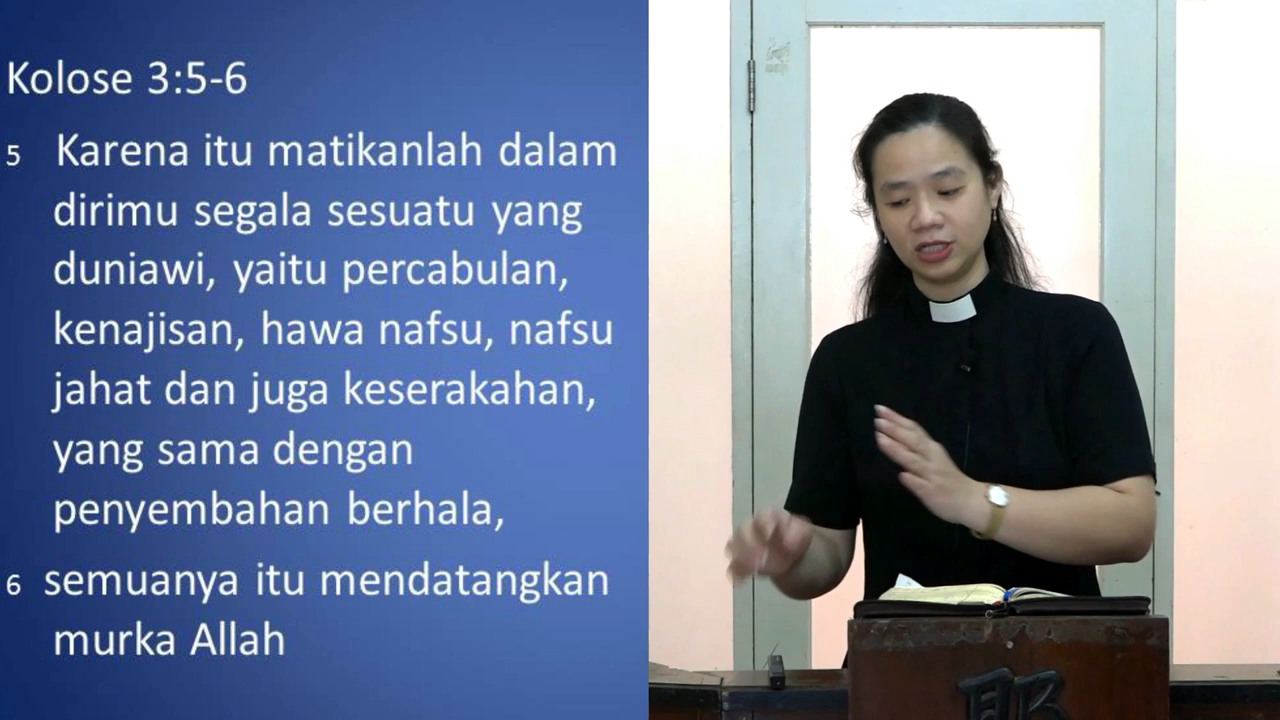 Kolose 3:5-6
5 Karena itu matikanlah dalam
dirimu segala sesuatu yang
duniawi, yaitu percabulan,
kenajisan, hawa nafsu, nafsu
jahat dan juga keserakahan,
yang sama dengan
penyembahan berhala,
6 semuanya itu mendatangkan
murka Allah
耶